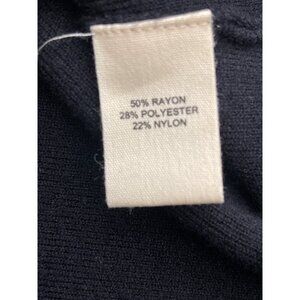 50% RAYON
28% POLYESTER
22% NYLON